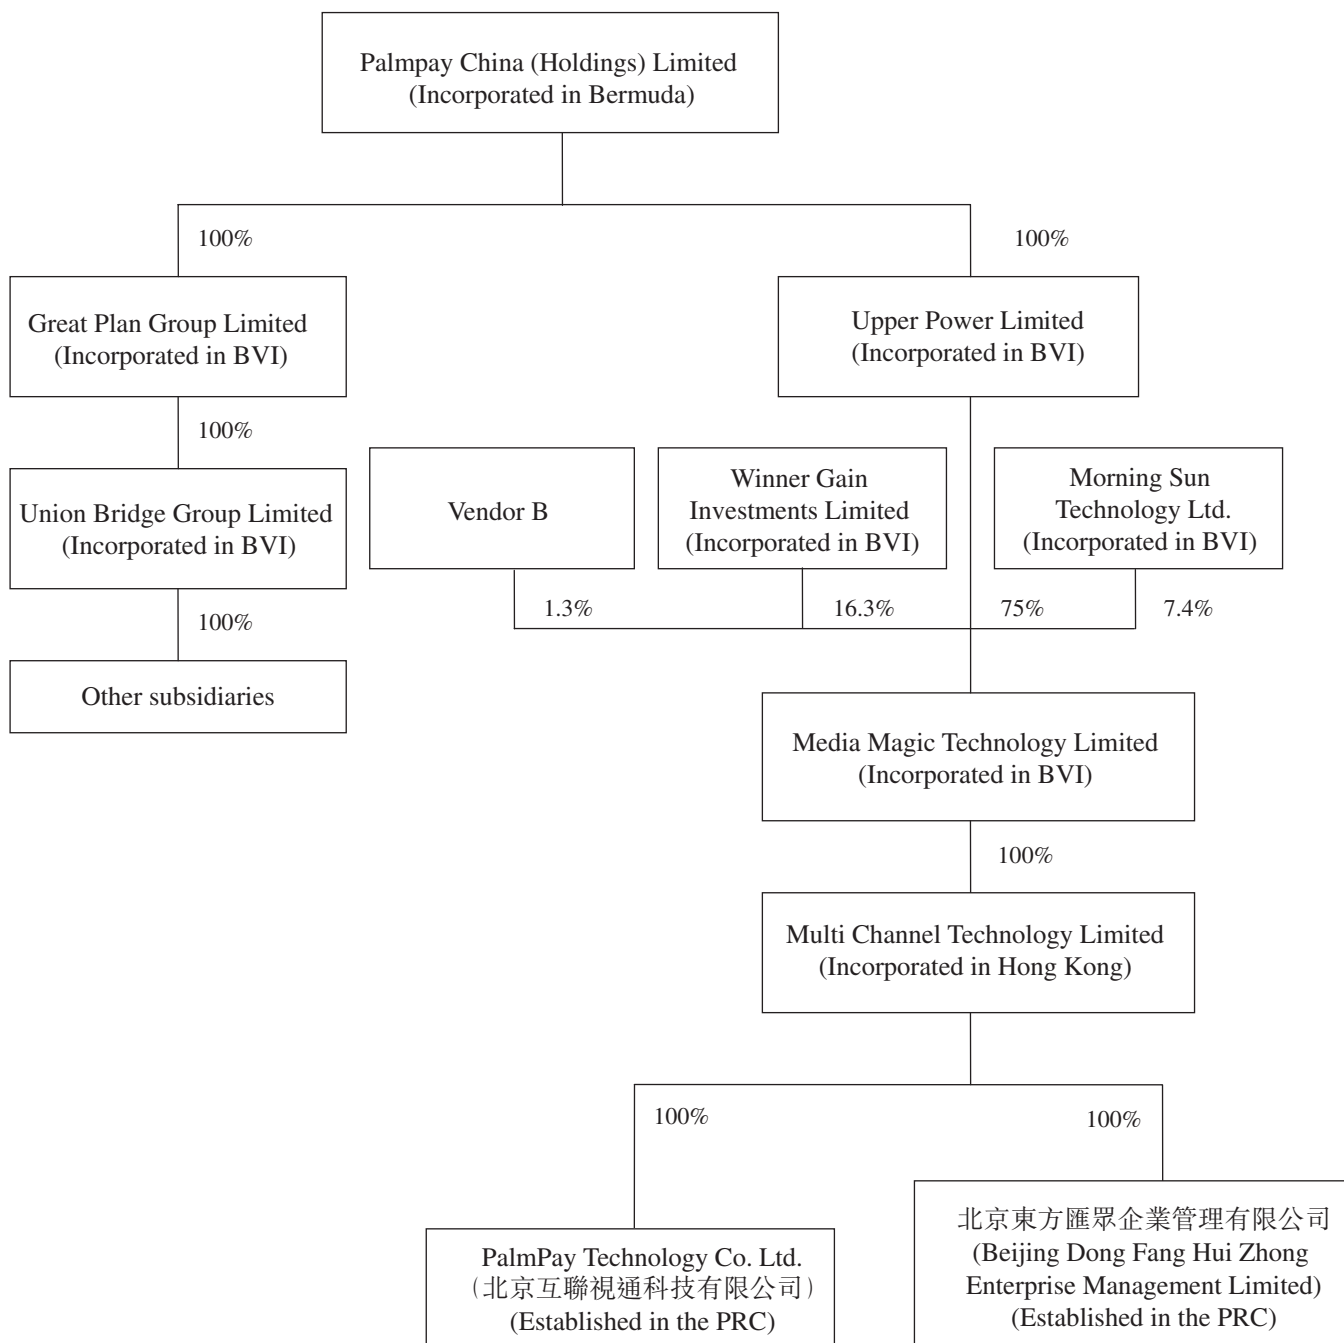 Palmpay China (Holdings) Limited
(Incorporated in Bermuda)
100%
100%
Great Plan Group Limited
(Incorporated in BVI)
Upper Power Limited
(Incorporated in BVI)
100%
Union Bridge Group Limited
(Incorporated in BVI)
Vendor B
Winner Gain
Investments Limited
(Incorporated in BVI)
Morning Sun
Technology Ltd.
(Incorporated in BVI)
100%
1.3%
16.3%
75%
7.4%
Other subsidiaries
Media Magic Technology Limited
(Incorporated in BVI)
100%
Multi Channel Technology Limited
(Incorporated in Hong Kong)
100%
100%
PalmPay Technology Co. Ltd.
(北京互聯視通科技有限公司)
(Established in the PRC)
北京東方匯眾企業管理有限公司
(Beijing Dong Fang Hui Zhong
Enterprise Management Limited)
(Established in the PRC)